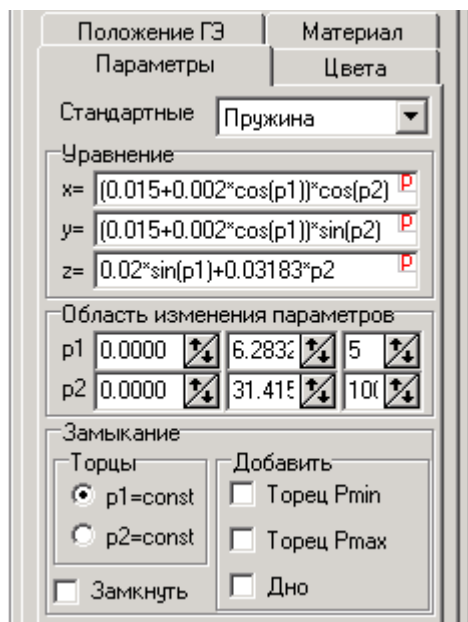 Положение ГЭ Материал
Параметры Цвета
Стандартные Пружина
Уравнение
x= (0.015+0.002*cos(p1))*cos(p2) P
y= (0.015+0.002*cos(p1))*sin(p2) P
z= 0.02*sin(p1)+0.03183*p2 P
Область изменения параметров
p1 0.0000 6.2832 5
p2 0.0000 31.415 100
Замыкание
Торцы Добавить
p1=const Торец Pmin
p2=const Торец Pmax
Замкнуть Дно